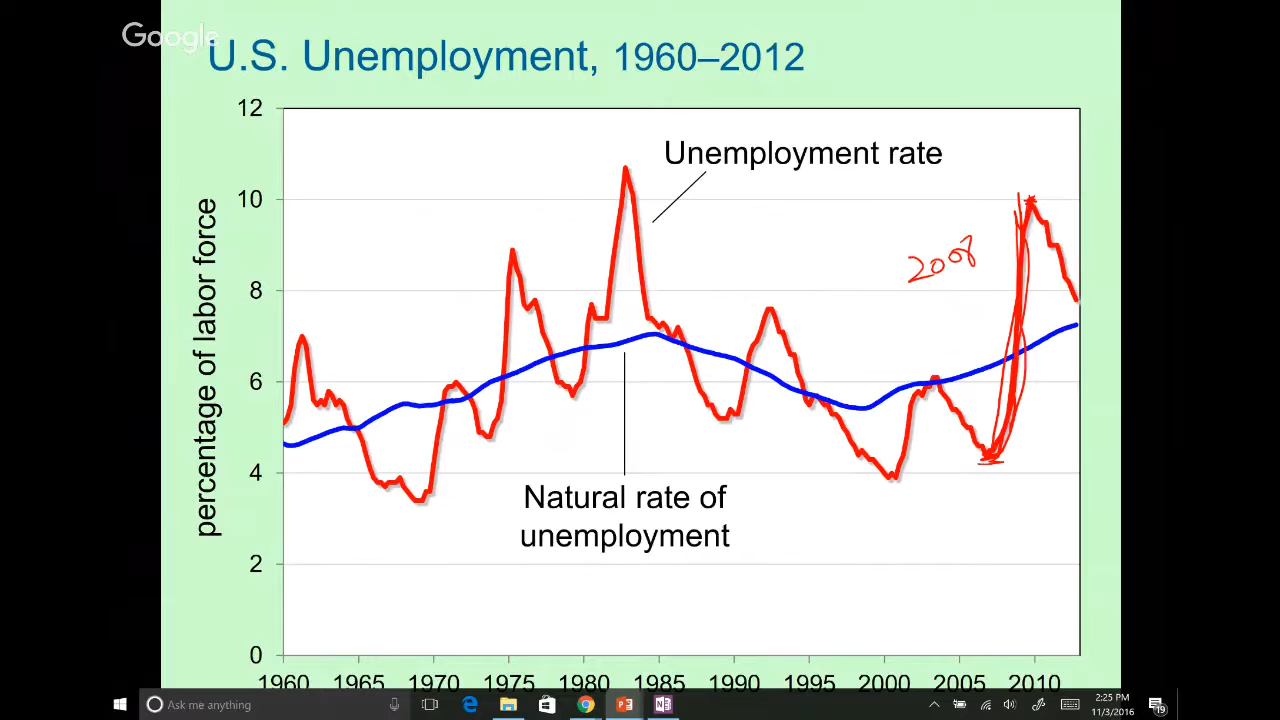 Google
U.S. Unemployment, 1960–2012
percentage of labor force
12
10
8
6
4
2
0
Unemployment rate
2008
Natural rate of
unemployment
1960 1965 1970 1975 1980 1985 1990 1995 2000 2005 2010
Ask me anything
2:25 PM
11/3/2016
19